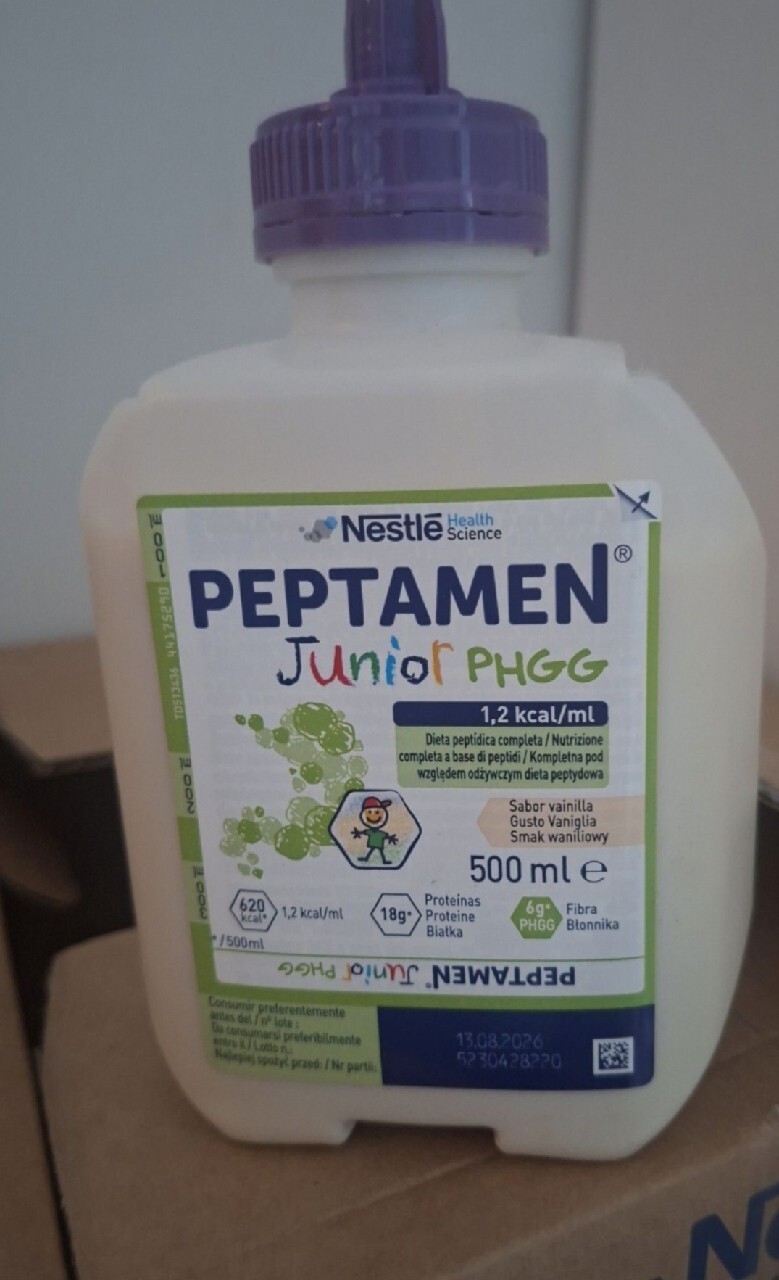 Nestlé Health Science
PEPTAMEN®
Junior PHGG
1,2 kcal/ml
Dieta peptídica completa / Nutrizione
completa a base di peptidi / Kompletna pod
względem odżywczym dieta peptydowa
Sabor vainilla
Gusto Vaniglia
Smak waniliowy
500 ml e
620 kcal* 1,2 kcal/ml
18g* Proteínas
Proteine
Białka
6g* PHGG Fibra
Błonnika
* / 500ml
PEPTAMEN® Junior PHGG
Consumir preferentemente
antes del / nº lote :
Da consumarsi preferibilmente
entro il / Lotto n.:
Najlepiej spożyć przed: / Nr partii:
13.08.2026
5230428220
100
200
300